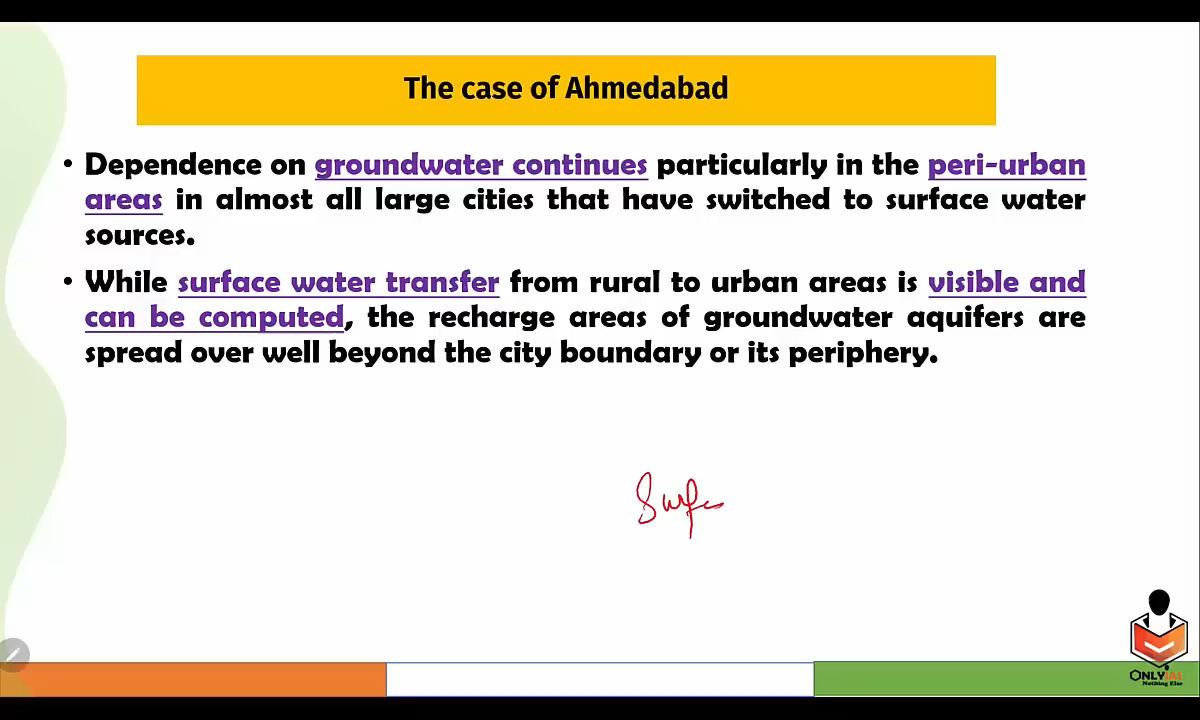 The case of Ahmedabad
• Dependence on groundwater continues particularly in the peri-urban
areas in almost all large cities that have switched to surface water
sources.
• While surface water transfer from rural to urban areas is visible and
can be computed, the recharge areas of groundwater aquifers are
spread over well beyond the city boundary or its periphery.
Surfa
ONLYIAS
Nothing Else